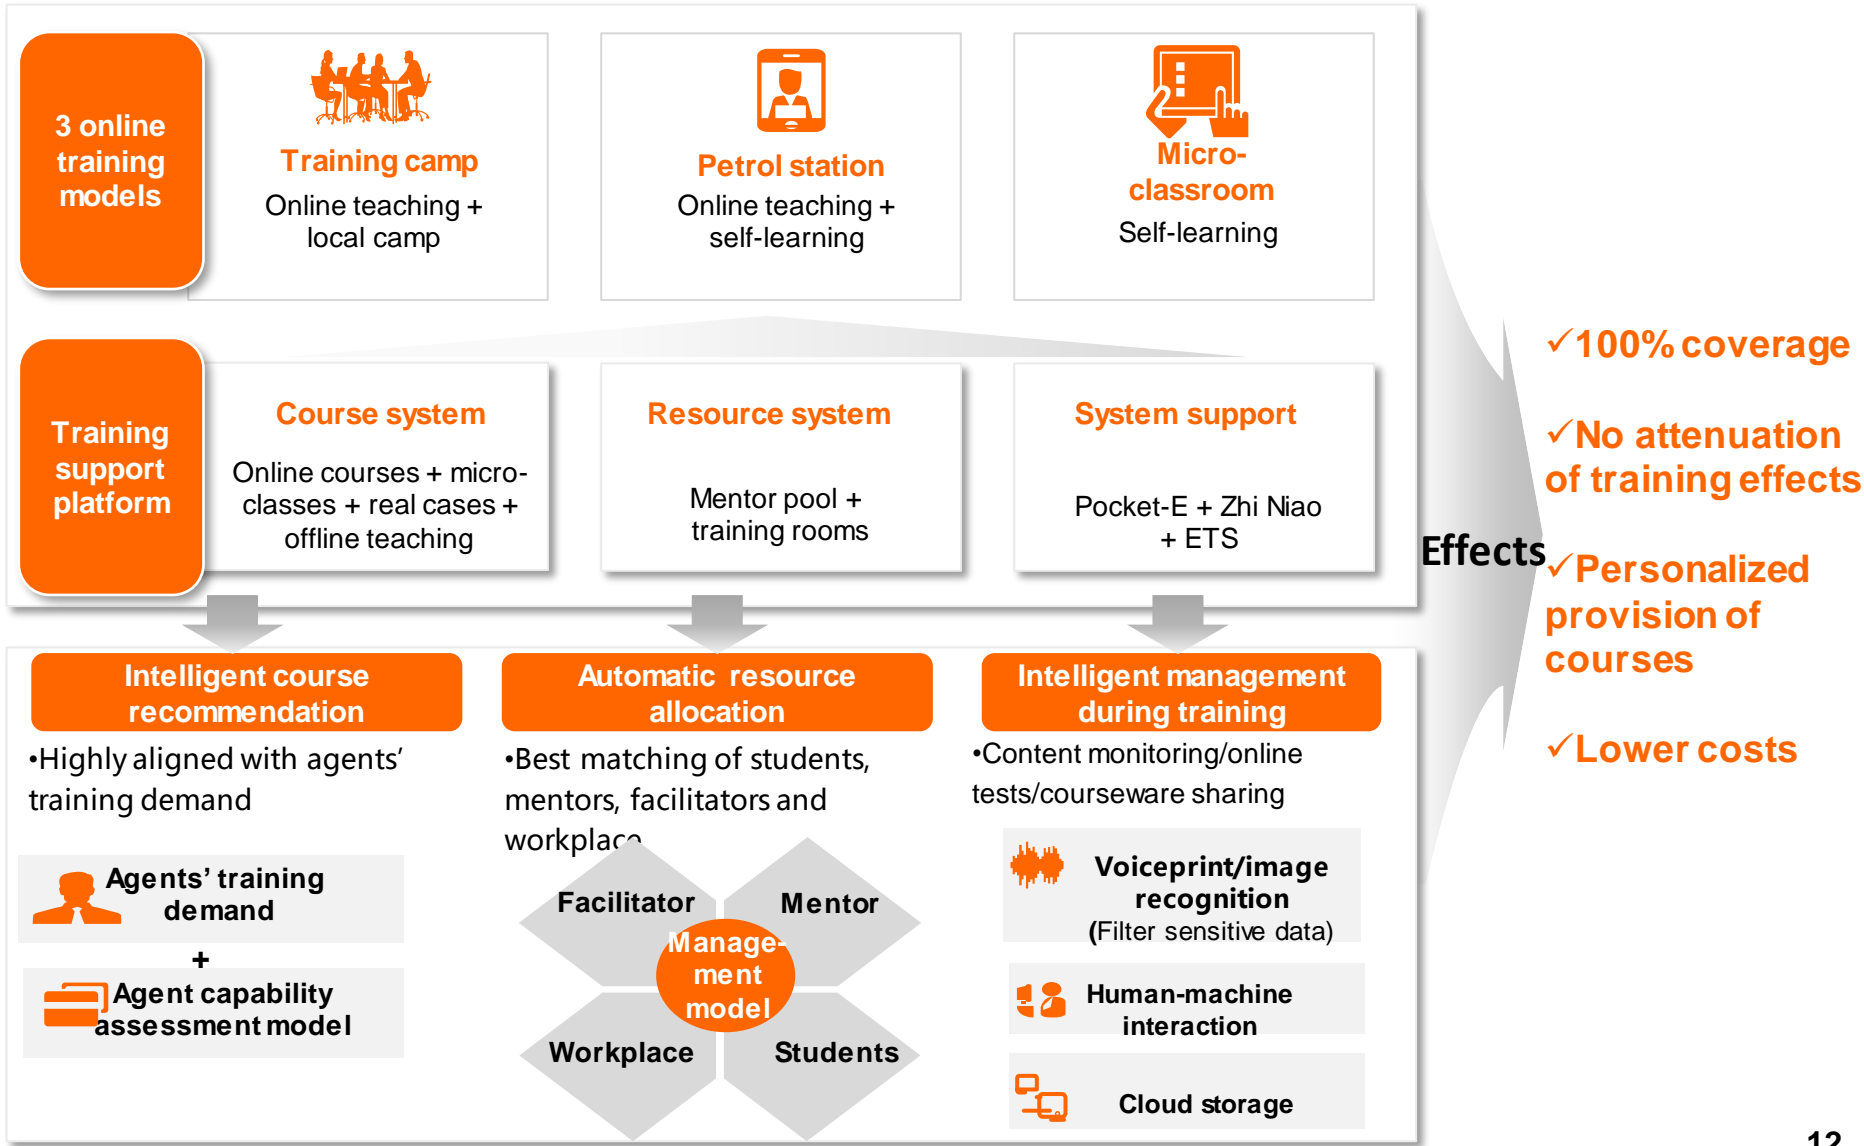 3 online
training
models
Training camp
Online teaching +
local camp
Petrol station
Online teaching +
self-learning
Micro-
classroom
Self-learning
Training
support
platform
Course system
Online courses + micro-
classes + real cases +
offline teaching
Resource system
Mentor pool +
training rooms
System support
Pocket-E + Zhi Niao
+ ETS
Effects
✓100% coverage
✓No attenuation
of training effects
✓Personalized
provision of
courses
✓Lower costs
Intelligent course
recommendation
•Highly aligned with agents’
training demand
Agents’ training
demand
+
Agent capability
assessment model
Automatic resource
allocation
•Best matching of students,
mentors, facilitators and
workplace
Facilitator
Mentor
Manage-
ment
model
Workplace
Students
Intelligent management
during training
•Content monitoring/online
tests/courseware sharing
Voiceprint/image
recognition
(Filter sensitive data)
Human-machine
interaction
Cloud storage
12